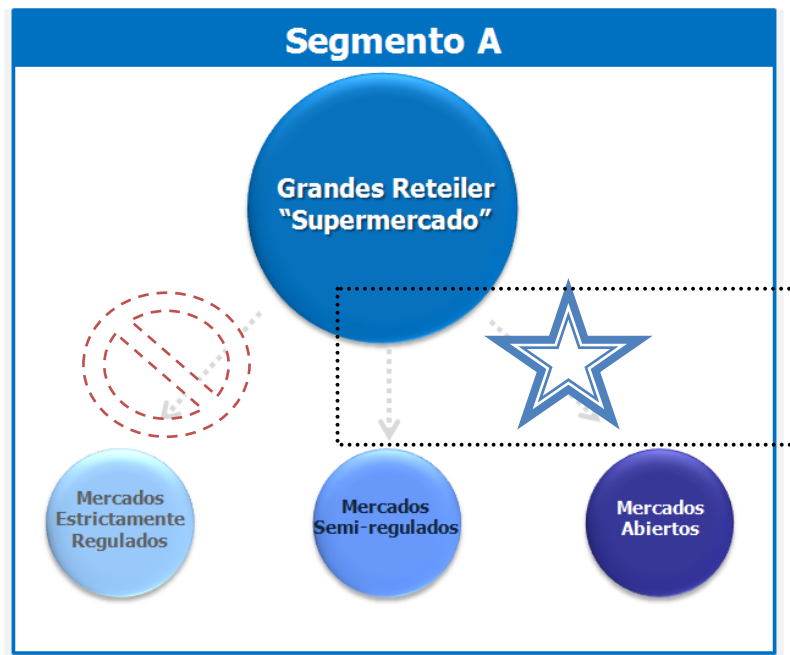 Segmento A
Grandes Reteiler
“Supermercado”
Mercados
Estrictamente
Regulados
Mercados
Semi-regulados
Mercados
Abiertos